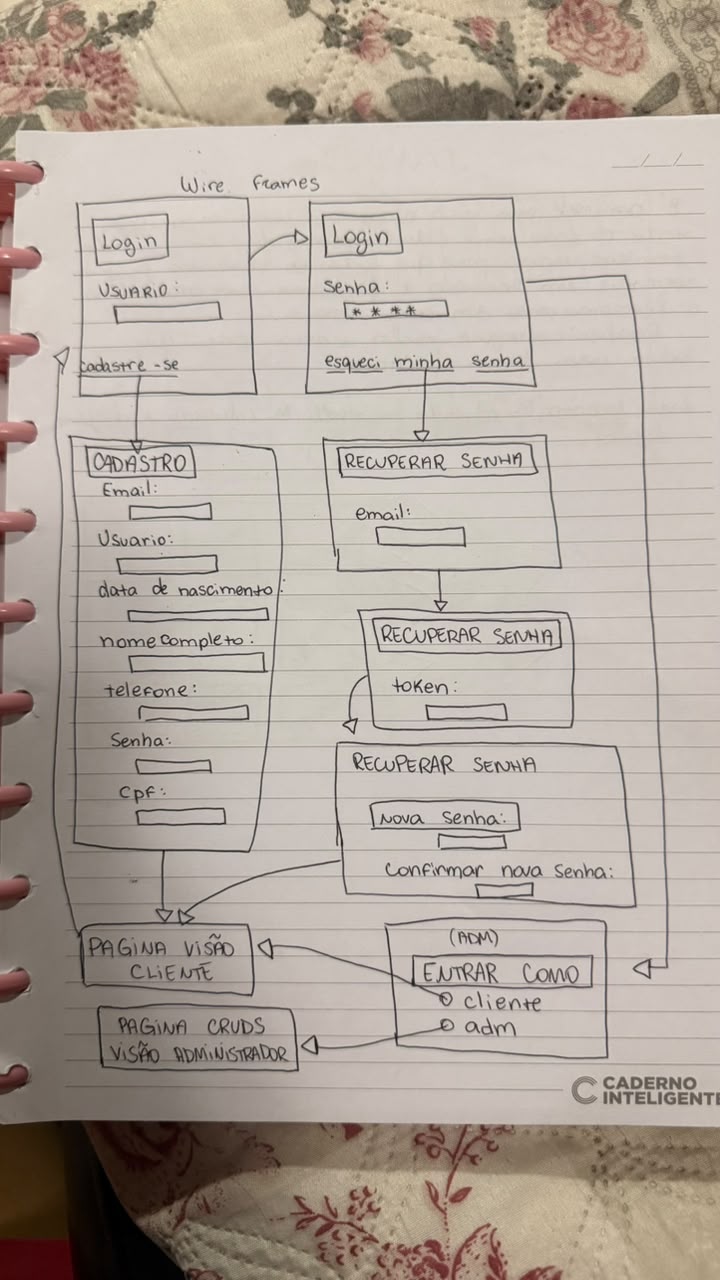 Wire frames
Login
USUARIO:
cadastre-se
Login
Senha:
****
esqueci minha senha
CADASTRO
Email:
Usuario:
data de nascimento:
nome completo:
telefone:
Senha:
Cpf:
RECUPERAR SENHA
email:
RECUPERAR SENHA
token:
RECUPERAR SENHA
Nova Senha:
Confirmar nova Senha:
PAGINA VISÃO
CLIENTE
PAGINA CRUDS
VISÃO ADMINISTRADOR
(ADM)
ENTRAR COMO
cliente
adm
CADERNO
INTELIGENTE